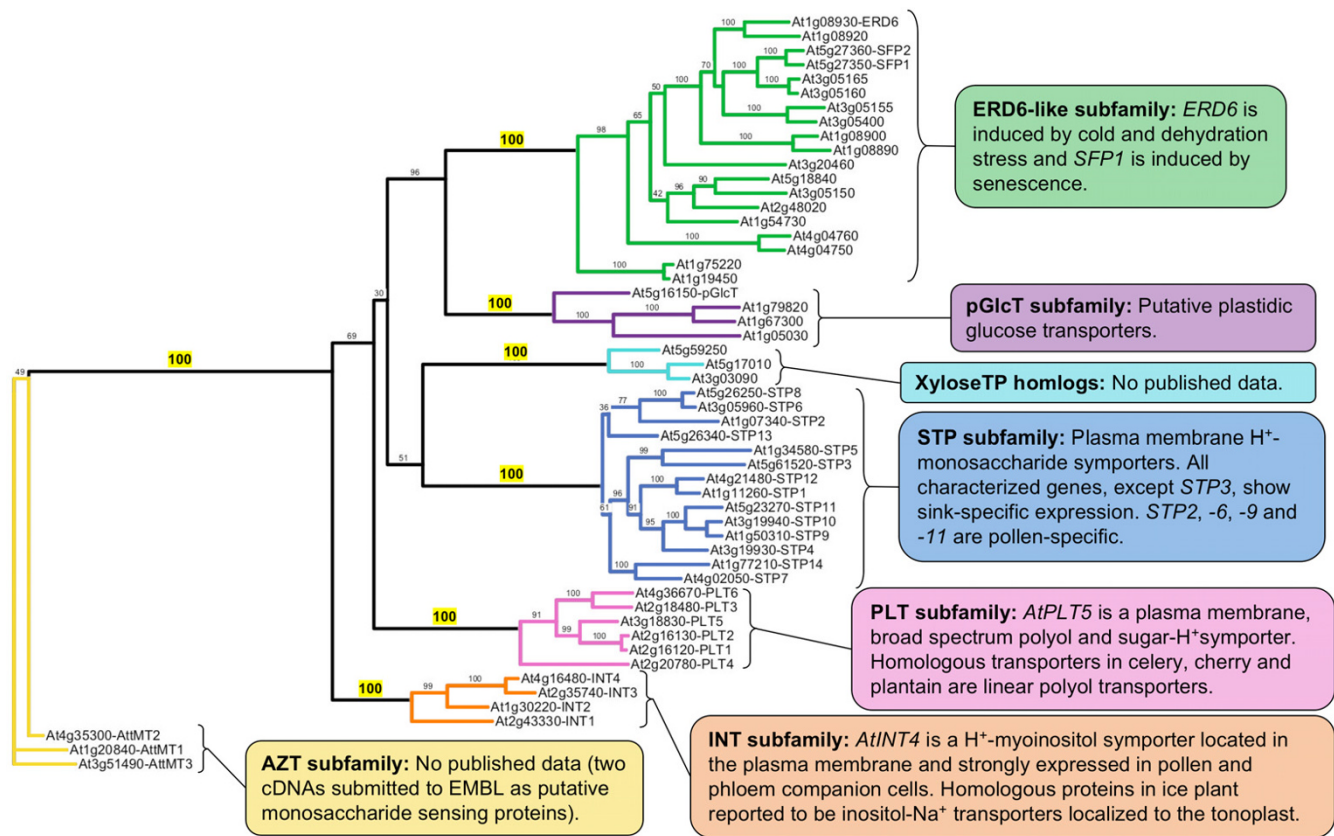 100
At1g08930-ERD6
At1g08920
At5g27360-SFP2
At5g27350-SFP1
At3g05165
At3g05160
At3g05155
At3g05400
At1g08900
At1g08890
At3g20460
At5g18840
At3g05150
At2g48020
At1g54730
At4g04760
At4g04750
At1g75220
At1g19450
100
70
100
100
50
100
100
65
100
98
100
90
96
42
100
100
96
ERD6-like subfamily: ERD6 is
induced by cold and dehydration
stress and SFP1 is induced by
senescence.
At5g16150-pGlcT
At1g79820
At1g67300
At1g05030
100
100
100
30
pGlcT subfamily: Putative plastidic
glucose transporters.
69
100
At5g59250
At5g17010
At3g03090
100
XyloseTP homlogs: No published data.
49
100
At5g26250-STP8
At3g05960-STP6
At1g07340-STP2
At5g26340-STP13
At1g34580-STP5
At5g61520-STP3
At4g21480-STP12
At1g11260-STP1
At5g23270-STP11
At3g19940-STP10
At1g50310-STP9
At3g19930-STP4
At1g77210-STP14
At4g02050-STP7
100
77
36
99
51
100
100
96
91
100
61
95
100
STP subfamily: Plasma membrane H+-
monosaccharide symporters. All
characterized genes, except STP3, show
sink-specific expression. STP2, -6, -9 and
-11 are pollen-specific.
At4g36670-PLT6
At2g18480-PLT3
At3g18830-PLT5
At2g16130-PLT2
At2g16120-PLT1
At2g20780-PLT4
100
91
100
99
100
PLT subfamily: AtPLT5 is a plasma membrane,
broad spectrum polyol and sugar-H+symporter.
Homologous transporters in celery, cherry and
plantain are linear polyol transporters.
At4g16480-INT4
At2g35740-INT3
At1g30220-INT2
At2g43330-INT1
100
100
99
INT subfamily: AtINT4 is a H+-myoinositol symporter located in
the plasma membrane and strongly expressed in pollen and
phloem companion cells. Homologous proteins in ice plant
reported to be inositol-Na+ transporters localized to the tonoplast.
At4g35300-AttMT2
At1g20840-AttMT1
At3g51490-AttMT3
AZT subfamily: No published data (two
cDNAs submitted to EMBL as putative
monosaccharide sensing proteins).